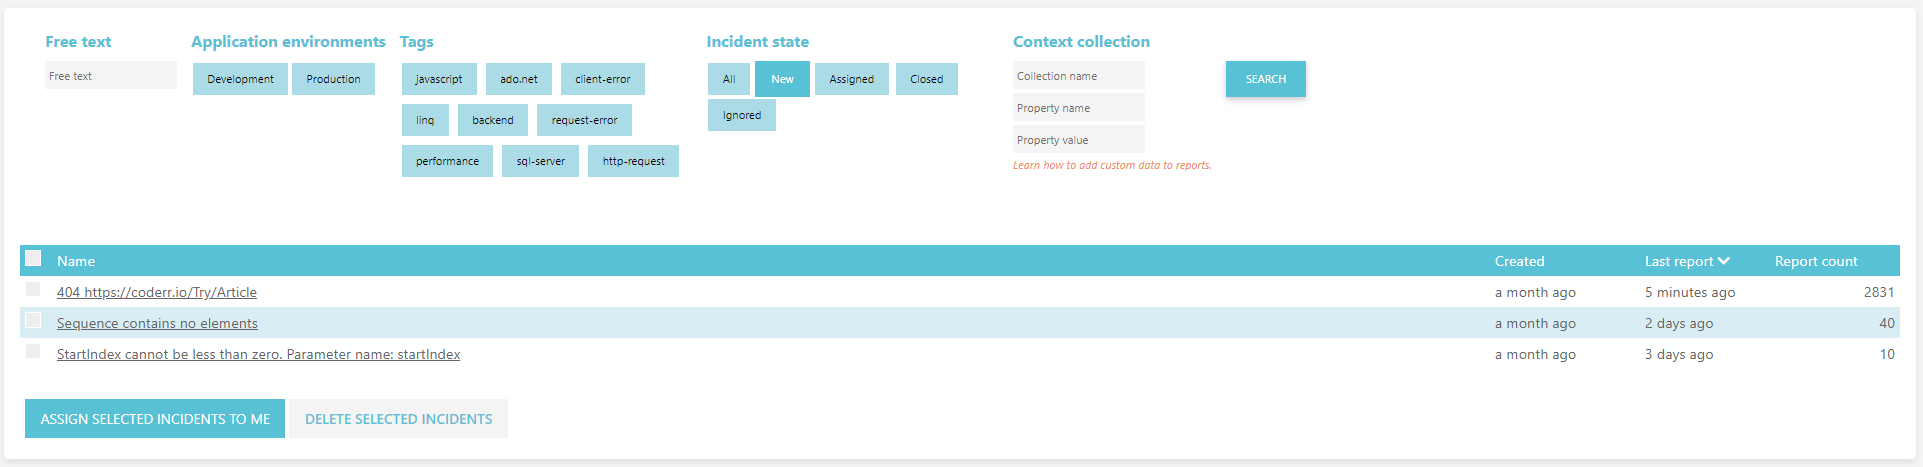 Free text
Free text
Application environments
Development Production
Tags
javascript ado.net client-error
linq backend request-error
performance sql-server http-request
Incident state
All New Assigned Closed
Ignored
Context collection
Collection name
Property name
Property value
Learn how to add custom data to reports.
SEARCH
Name Created Last report Report count
404 https://coderr.io/Try/Article a month ago 5 minutes ago 2831
Sequence contains no elements a month ago 2 days ago 40
StartIndex cannot be less than zero. Parameter name: startIndex a month ago 3 days ago 10
ASSIGN SELECTED INCIDENTS TO ME DELETE SELECTED INCIDENTS